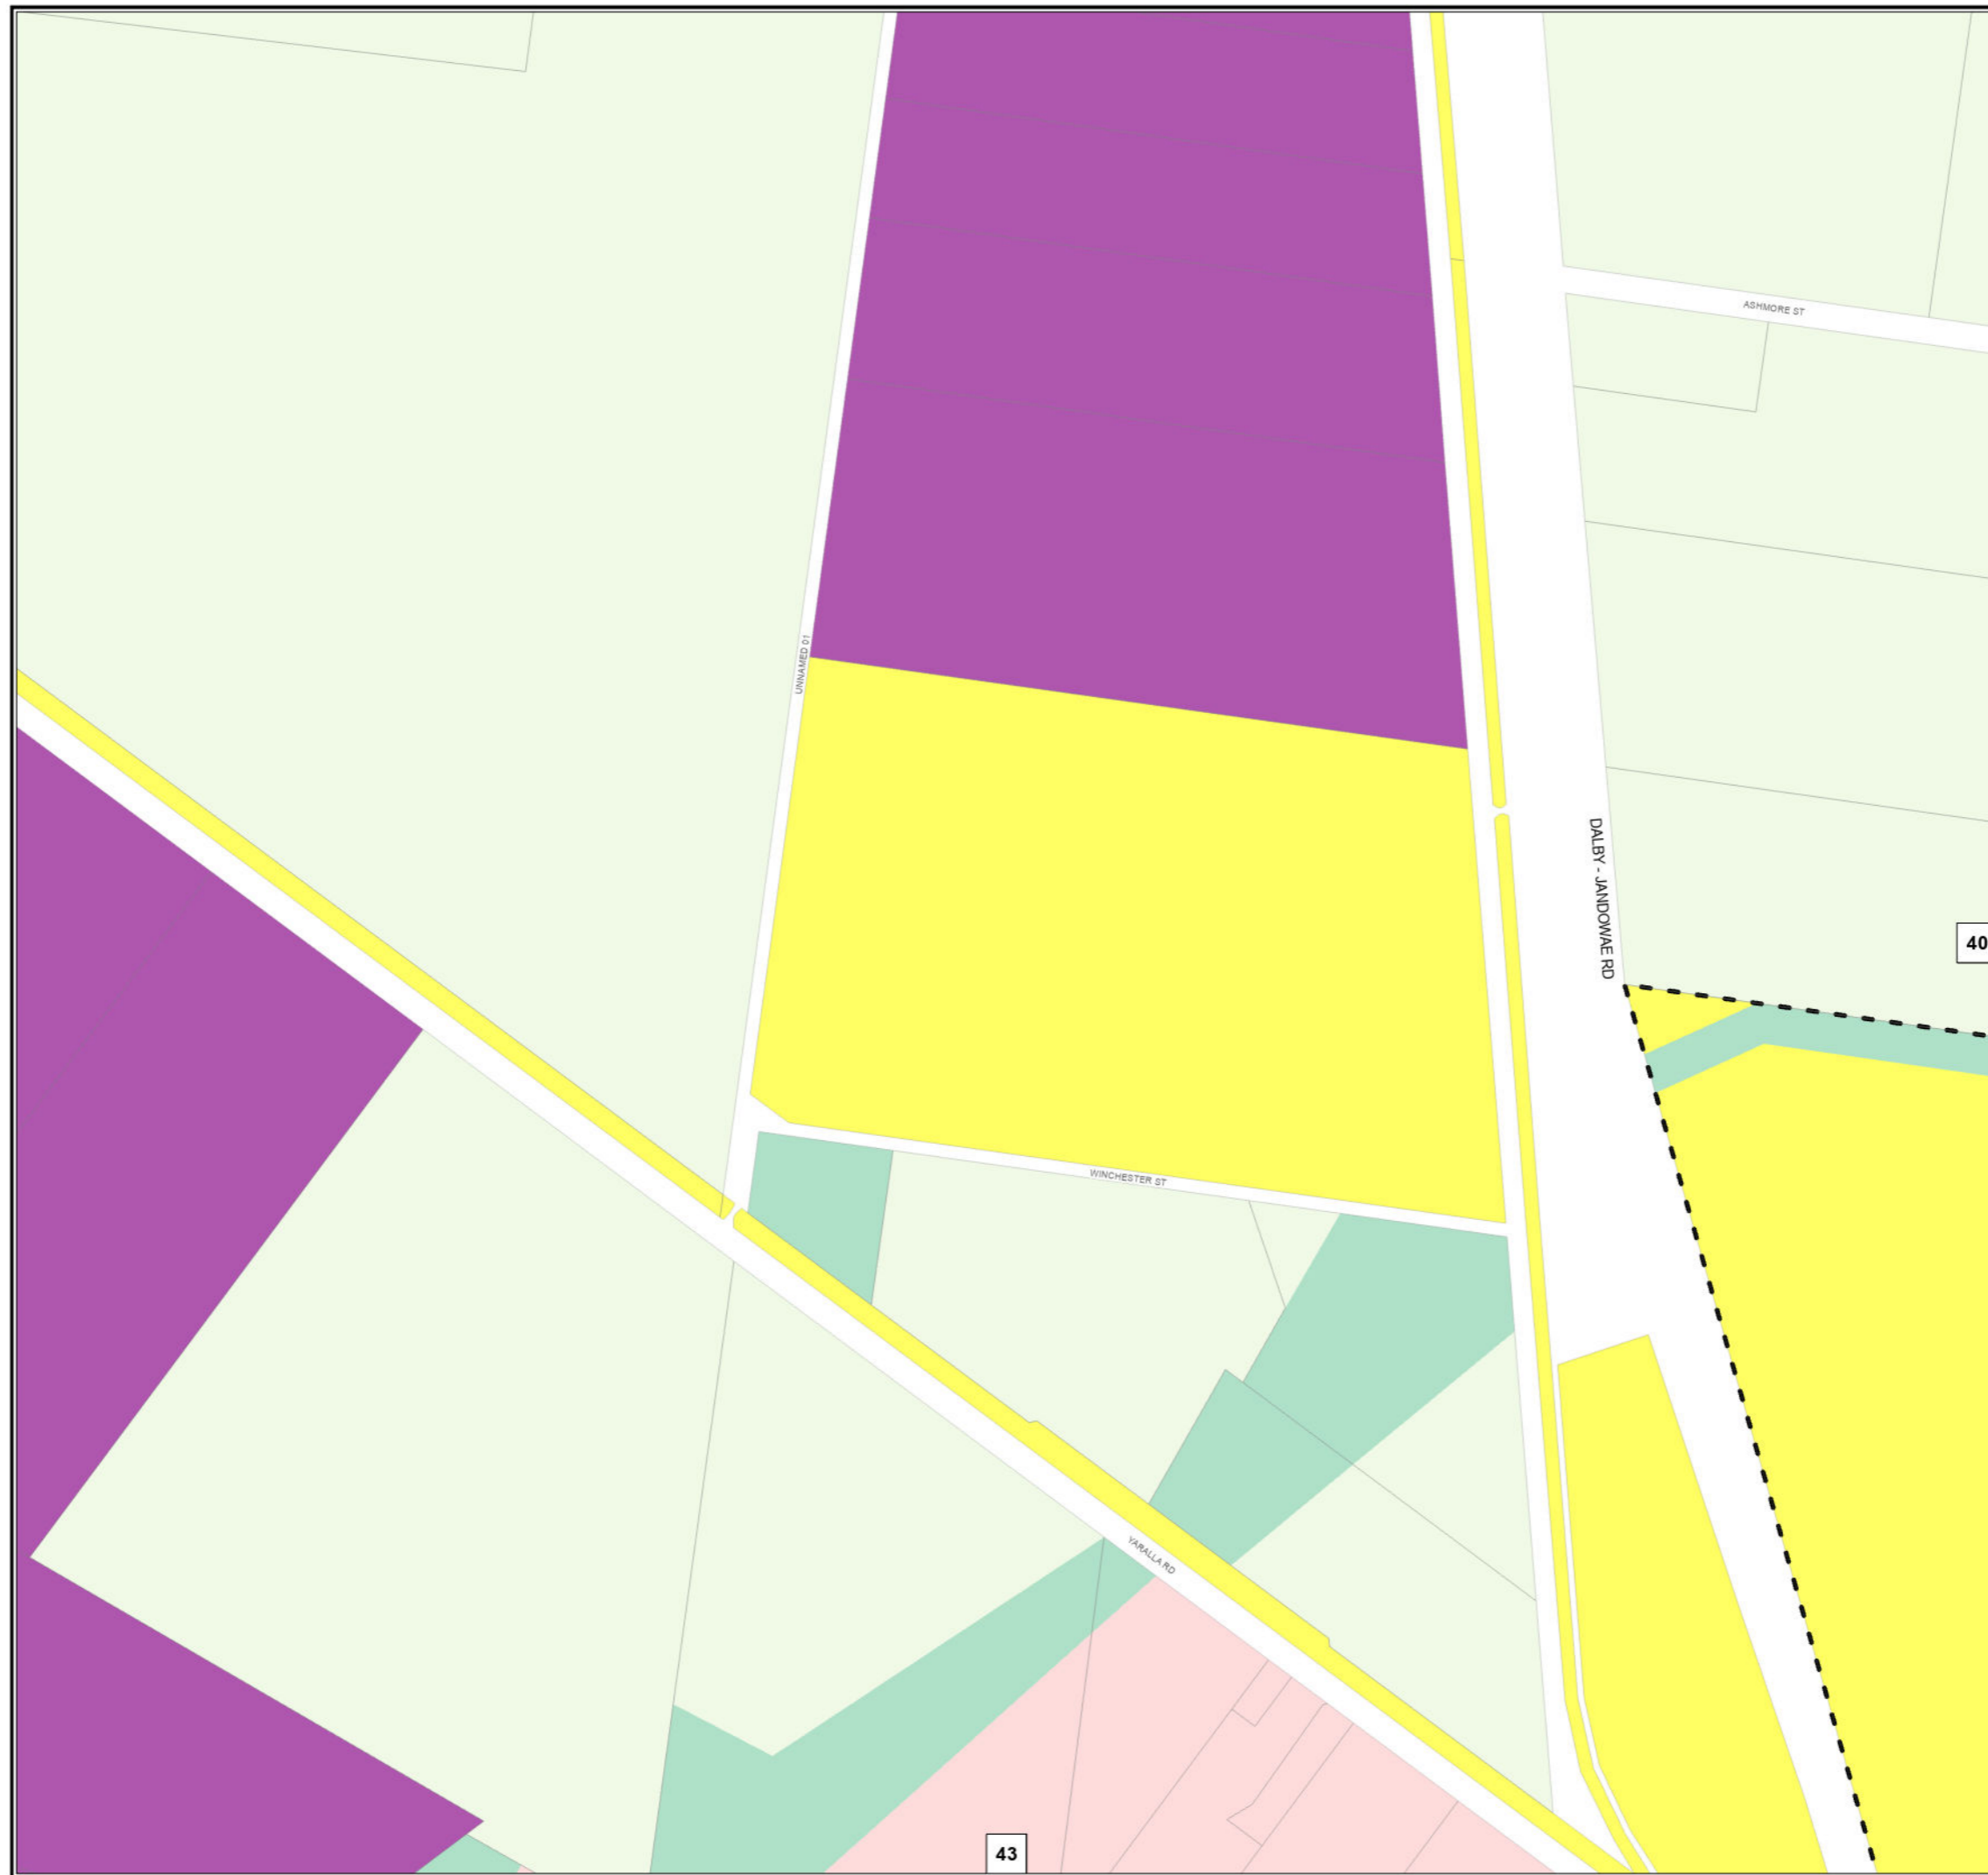 ASHMORE ST
UNNAMED 01
DALBY - JANDOWAE RD
40
WINCHESTER ST
YARALLA RD
43